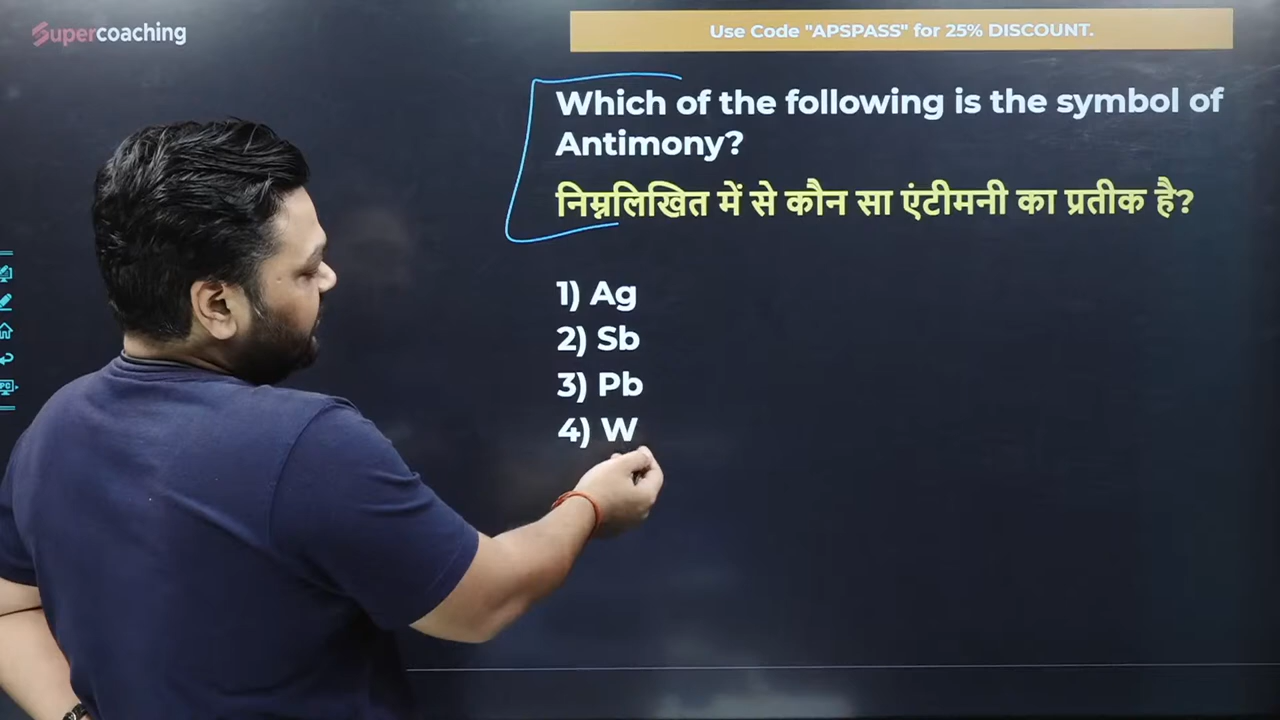 Supercoaching
Use Code "APSPASS" for 25% DISCOUNT.
Which of the following is the symbol of
Antimony?
निम्नलिखित में से कौन सा एंटीमनी का प्रतीक है?
1) Ag
2) Sb
3) Pb
4) W
PC